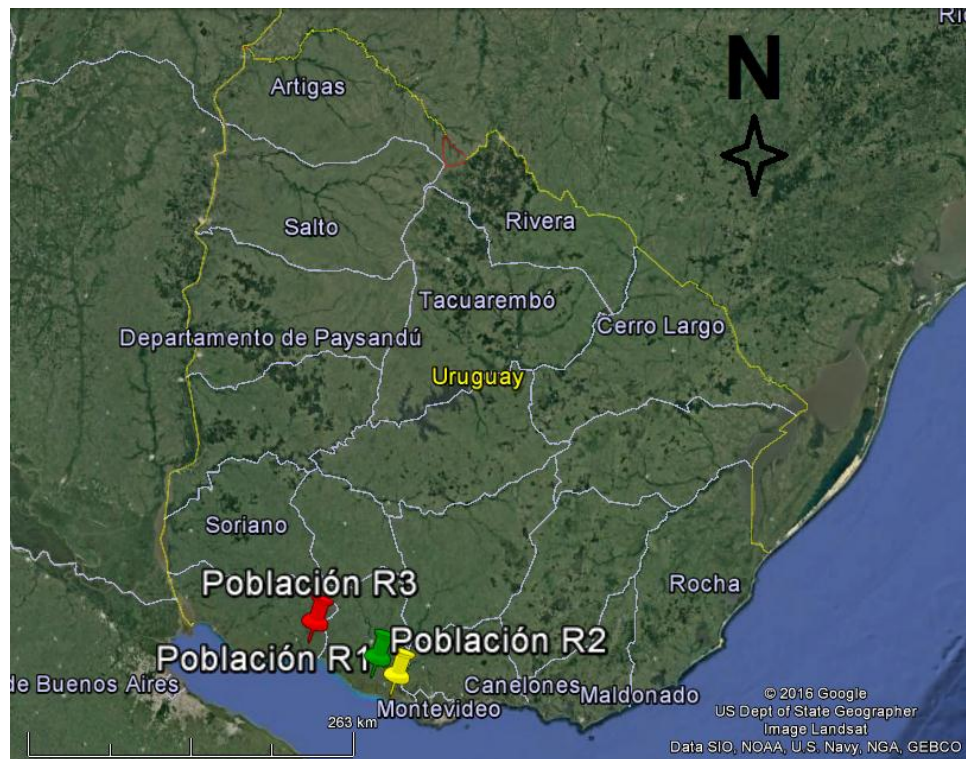 Ri
N
Artigas
Salto
Rivera
Tacuarembó
Departamento de Paysandú
Cerro Largo
Uruguay
Soriano
Población R3
Rocha
Población R1
Población R2
de Buenos Aires
Canelones
Maldonado
Montevideo
263 km
© 2016 Google
US Dept of State Geographer
Image Landsat
Data SIO, NOAA, U.S. Navy, NGA, GEBCO